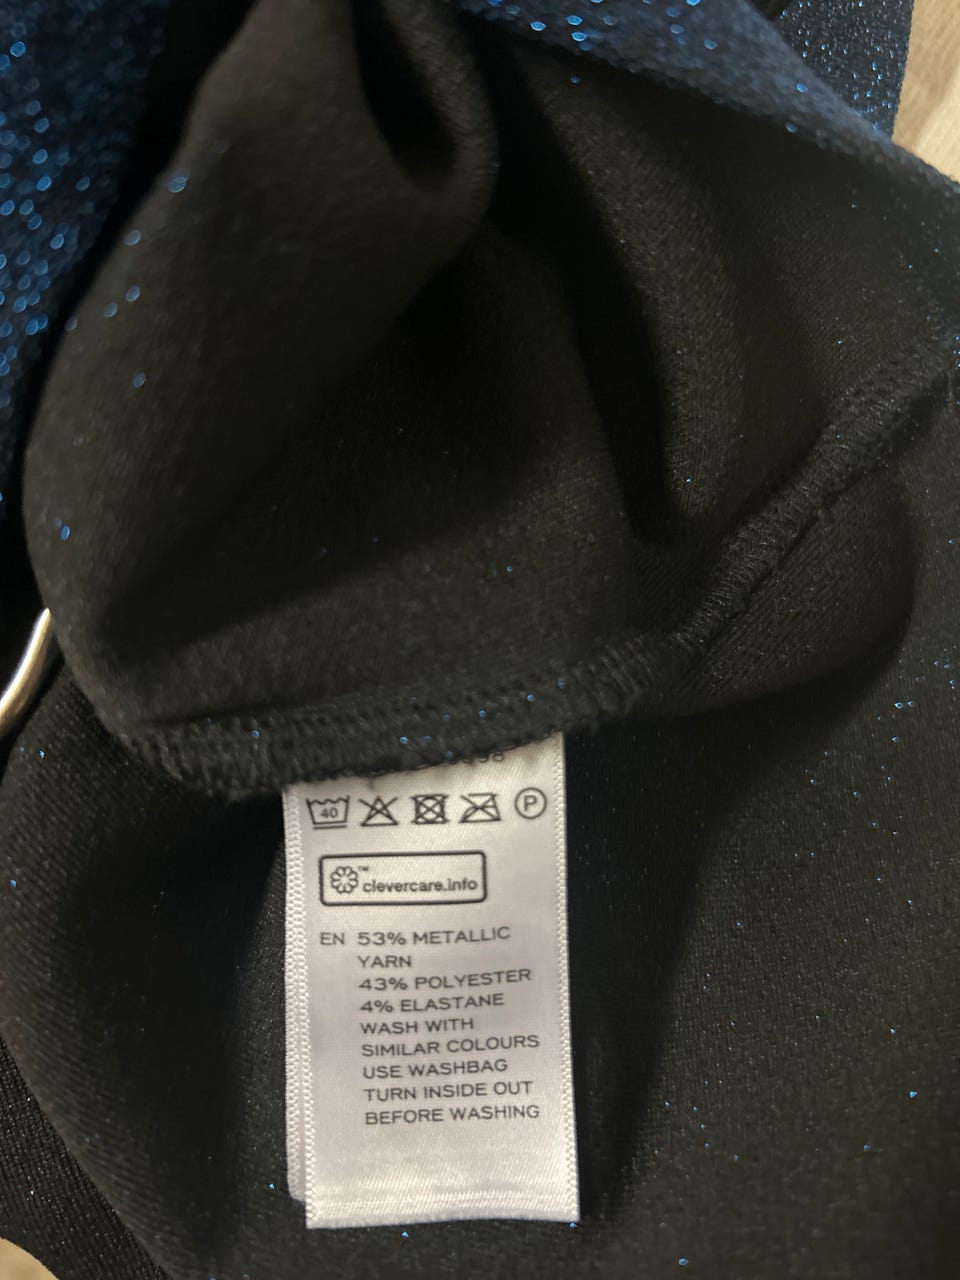 40 P
clevercare.info
EN 53% METALLIC
YARN
43% POLYESTER
4% ELASTANE
WASH WITH
SIMILAR COLOURS
USE WASHBAG
TURN INSIDE OUT
BEFORE WASHING